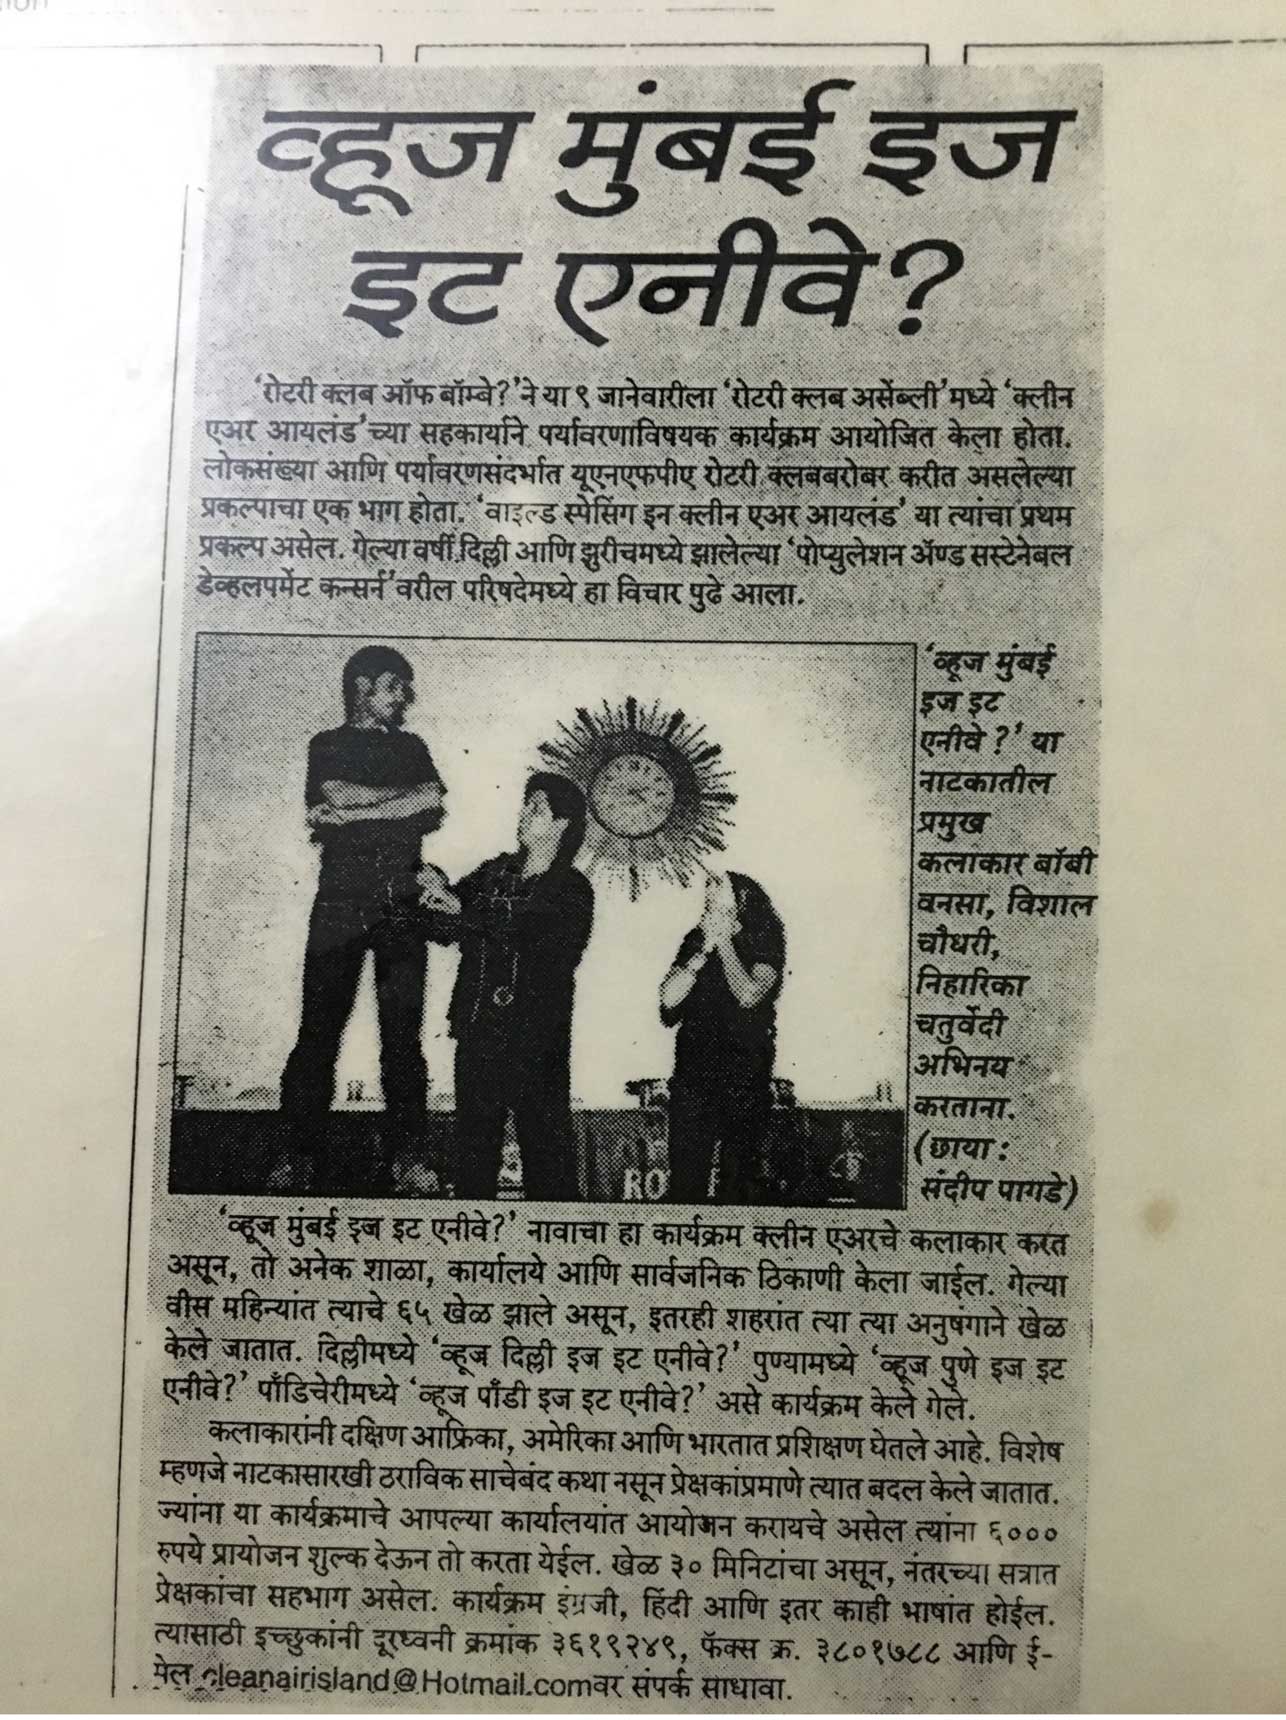 व्हूज मुंबई इज
इट एनीवे?
'रोटरी क्लब ऑफ बॉम्बे?'ने या ९ जानेवारीला 'रोटरी क्लब असेंब्ली'मध्ये 'क्लीन
एअर आयलंड'च्या सहकार्याने पर्यावरणाविषयक कार्यक्रम आयोजित केला होता.
लोकसंख्या आणि पर्यावरणसंदर्भात यूएनएफपीए रोटरी क्लबबरोबर करीत असलेल्या
प्रकल्पाचा एक भाग होता. 'वाइल्ड स्पेसिंग इन क्लीन एअर आयलंड' या त्यांचा प्रथम
प्रकल्प असेल. गेल्या वर्षी दिल्ली आणि झुरीचमध्ये झालेल्या 'पोप्युलेशन ॲण्ड सस्टेनेबल
डेव्हलपमेंट कन्सर्न'वरील परिषदेमध्ये हा विचार पुढे आला.
'व्हूज मुंबई
इज इट
एनीवे ?' या
नाटकातील
प्रमुख
कलाकार बॉबी
वनसा, विशाल
चौधरी,
निहारिका
चतुर्वेदी
अभिनय
करताना.
(छाया :
संदीप पागडे)
RO
'व्हूज मुंबई इज इट एनीवे?' नावाचा हा कार्यक्रम क्लीन एअरचे कलाकार करत
असून, तो अनेक शाळा, कार्यालये आणि सार्वजनिक ठिकाणी केला जाईल. गेल्या
वीस महिन्यांत त्याचे ६५ खेळ झाले असून, इतरही शहरांत त्या त्या अनुषंगाने खेळ
केले जातात. दिल्लीमध्ये 'व्हूज दिल्ली इज इट एनीवे?' पुण्यामध्ये 'व्हूज पुणे इज इट
एनीवे?' पाँडिचेरीमध्ये 'व्हूज पाँडी इज इट एनीवे?' असे कार्यक्रम केले गेले.
कलाकारांनी दक्षिण आफ्रिका, अमेरिका आणि भारतात प्रशिक्षण घेतले आहे. विशेष
म्हणजे नाटकासारखी ठराविक साचेबंद कथा नसून प्रेक्षकांप्रमाणे त्यात बदल केले जातात.
ज्यांना या कार्यक्रमाचे आपल्या कार्यालयांत आयोजन करायचे असेल त्यांना ६०००
रुपये प्रायोजन शुल्क देऊन तो करता येईल. खेळ ३० मिनिटांचा असून, नंतरच्या सत्रात
प्रेक्षकांचा सहभाग असेल. कार्यक्रम इंग्रजी, हिंदी आणि इतर काही भाषांत होईल.
त्यासाठी इच्छुकांनी दूरध्वनी क्रमांक ३६१९२४९, फॅक्स क्र. ३८०१७८८ आणि ई-
मेल cleanairisland@Hotmail.comवर संपर्क साधावा.